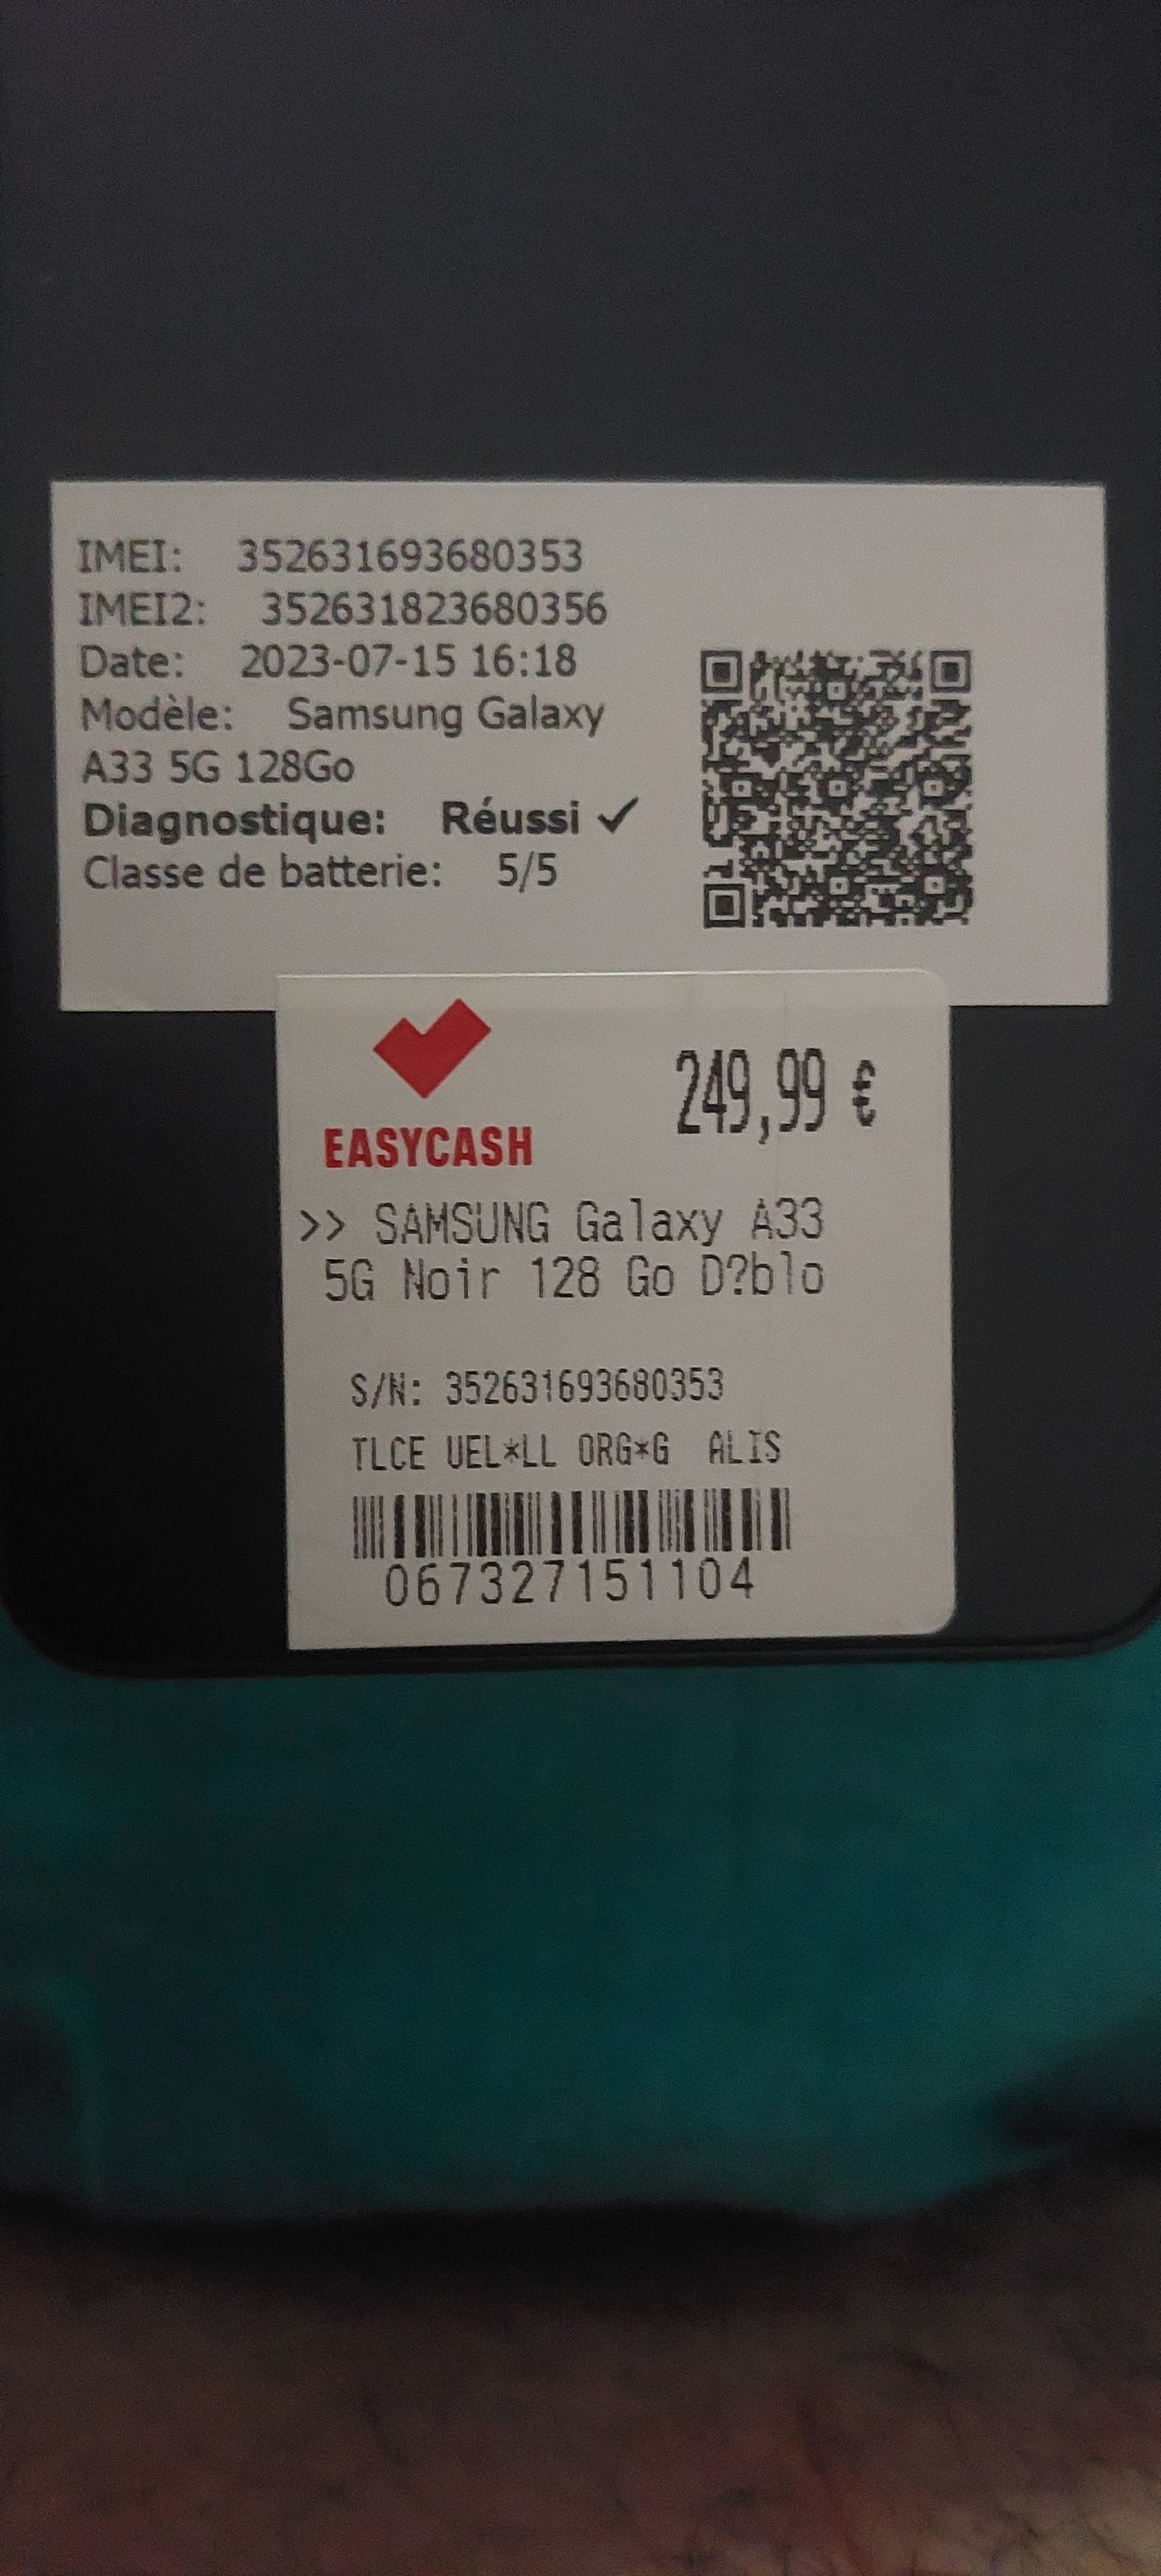 IMEI: 352631693680353
IMEI2: 352631823680356
Date: 2023-07-15 16:18
Modèle: Samsung Galaxy
A33 5G 128Go
Diagnostique: Réussi ✓
Classe de batterie: 5/5
249,99 €
EASYCASH
>> SAMSUNG Galaxy A33
5G Noir 128 Go D?blo
S/N: 352631693680353
TLCE UEL*LL ORG*G ALIS
067327151104